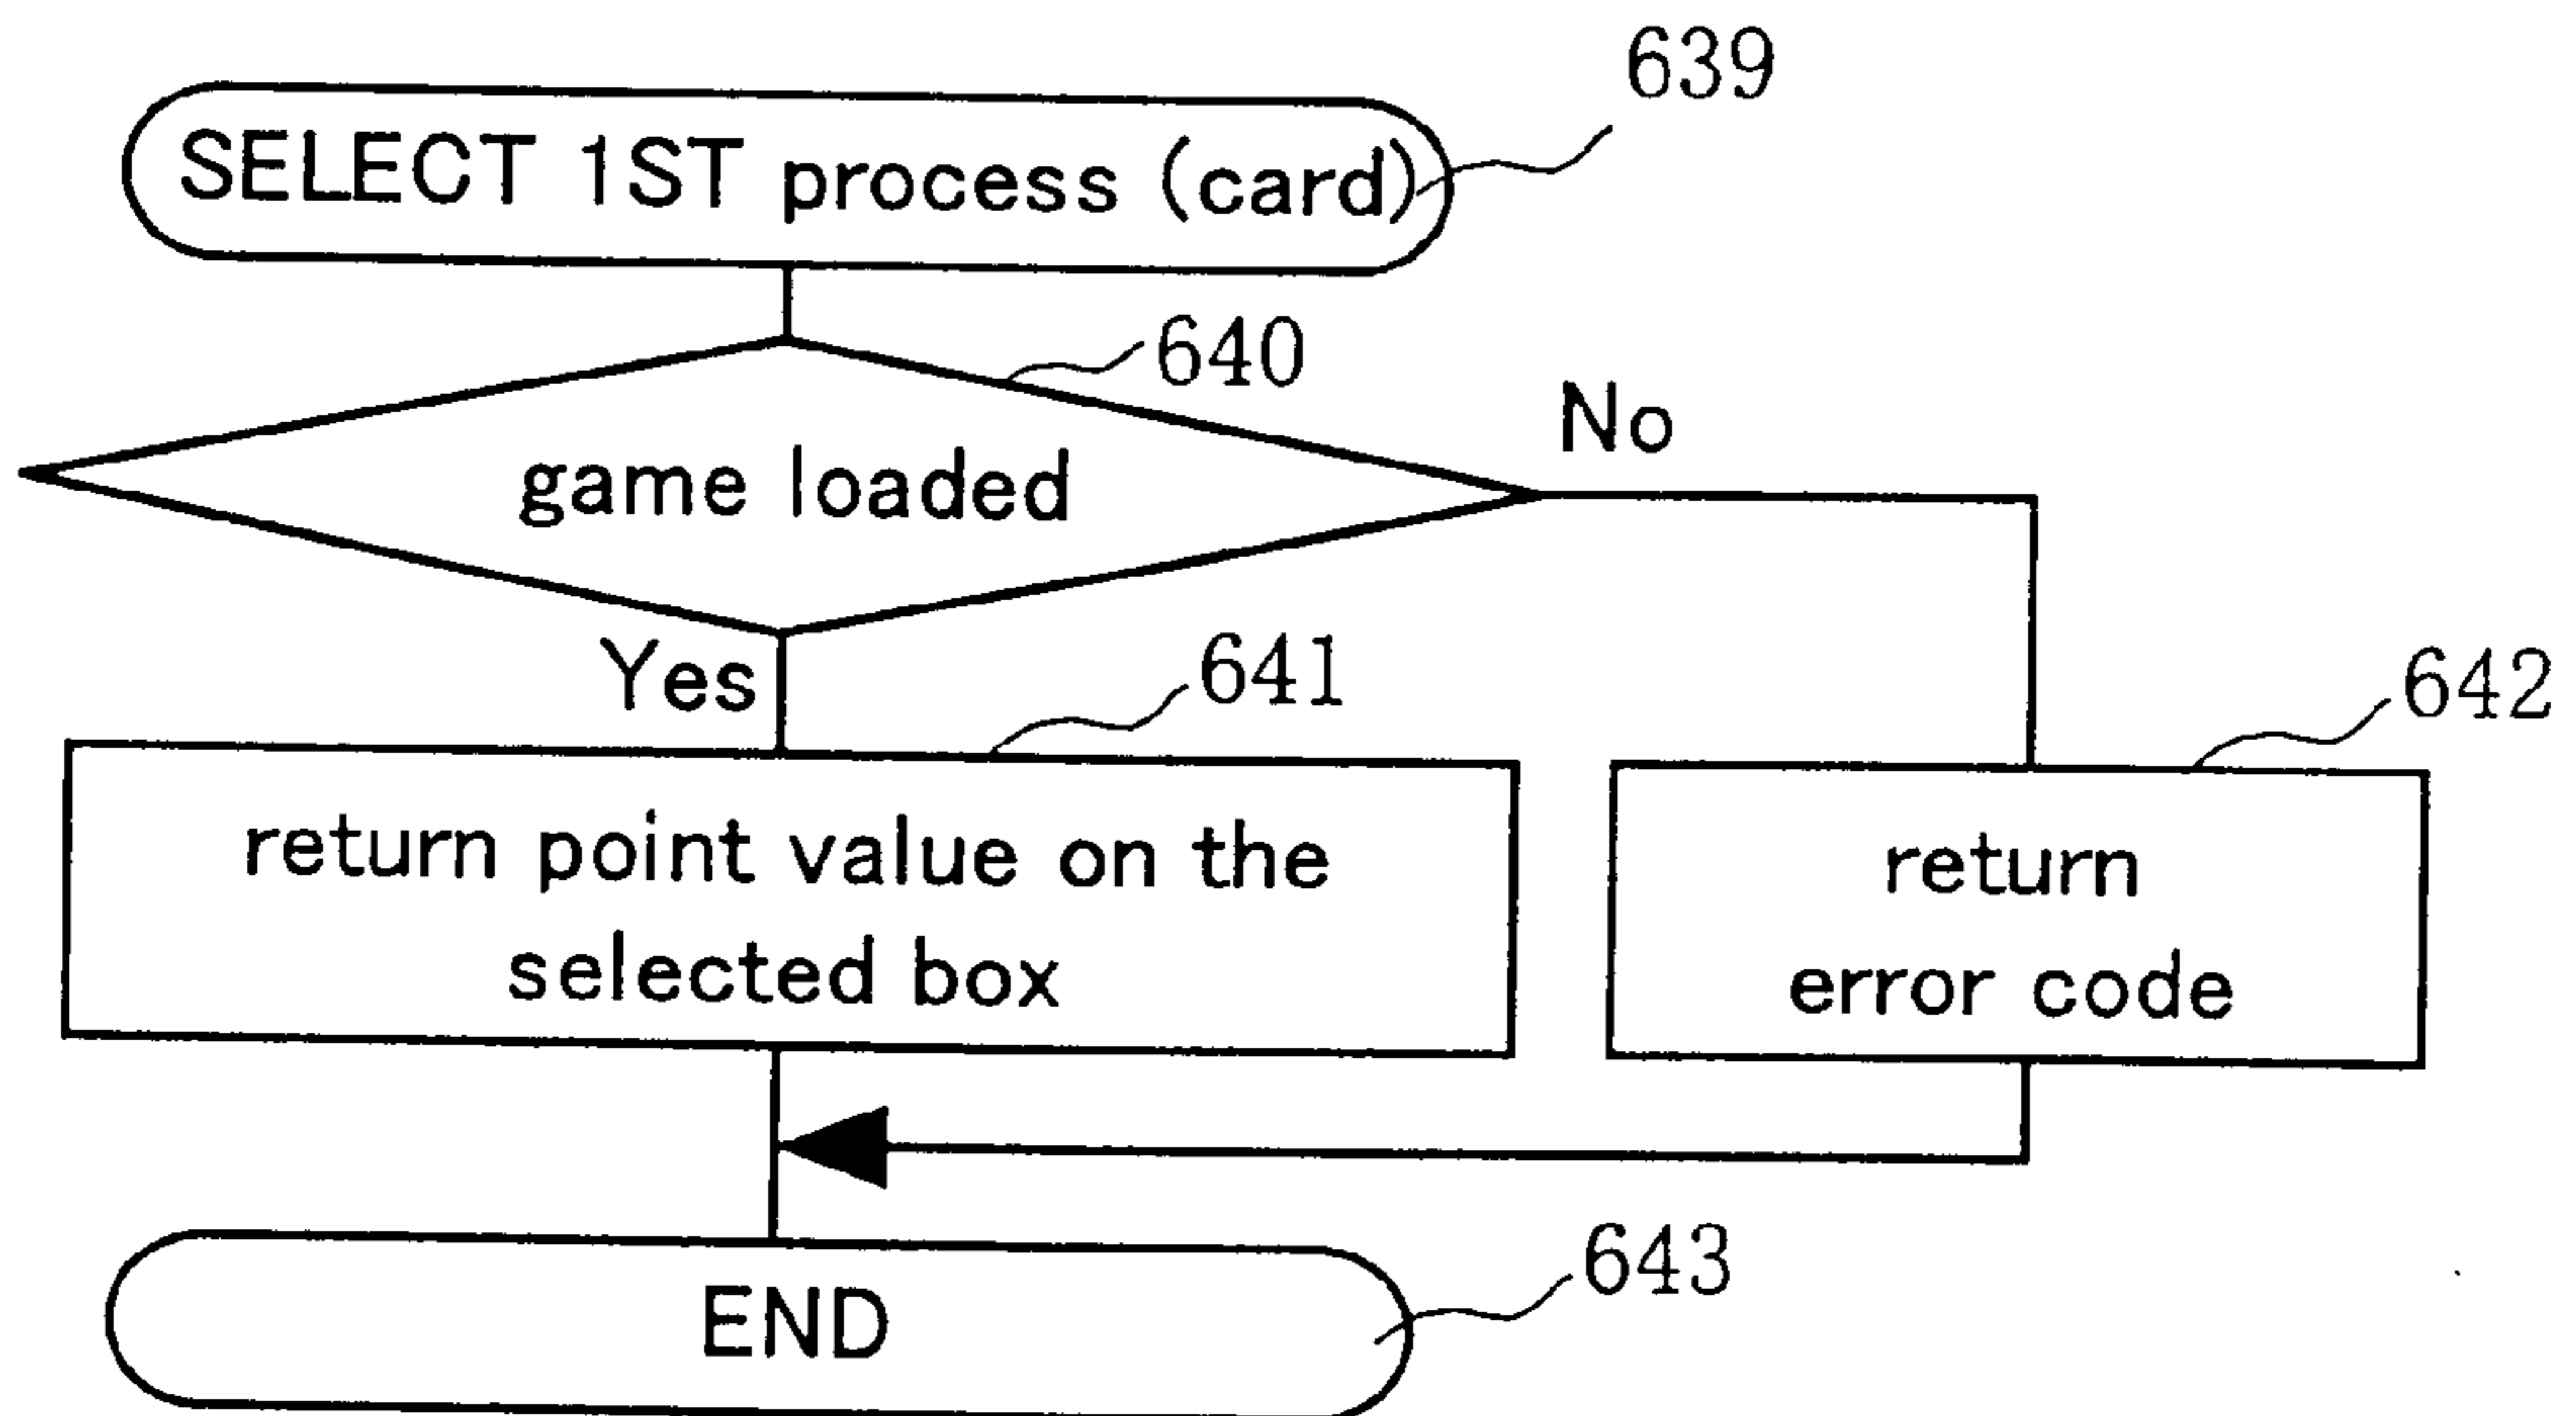 639
SELECT 1ST process (card)
640
No
game loaded
Yes
641
642
return point value on the
selected box
return
error code
643
END